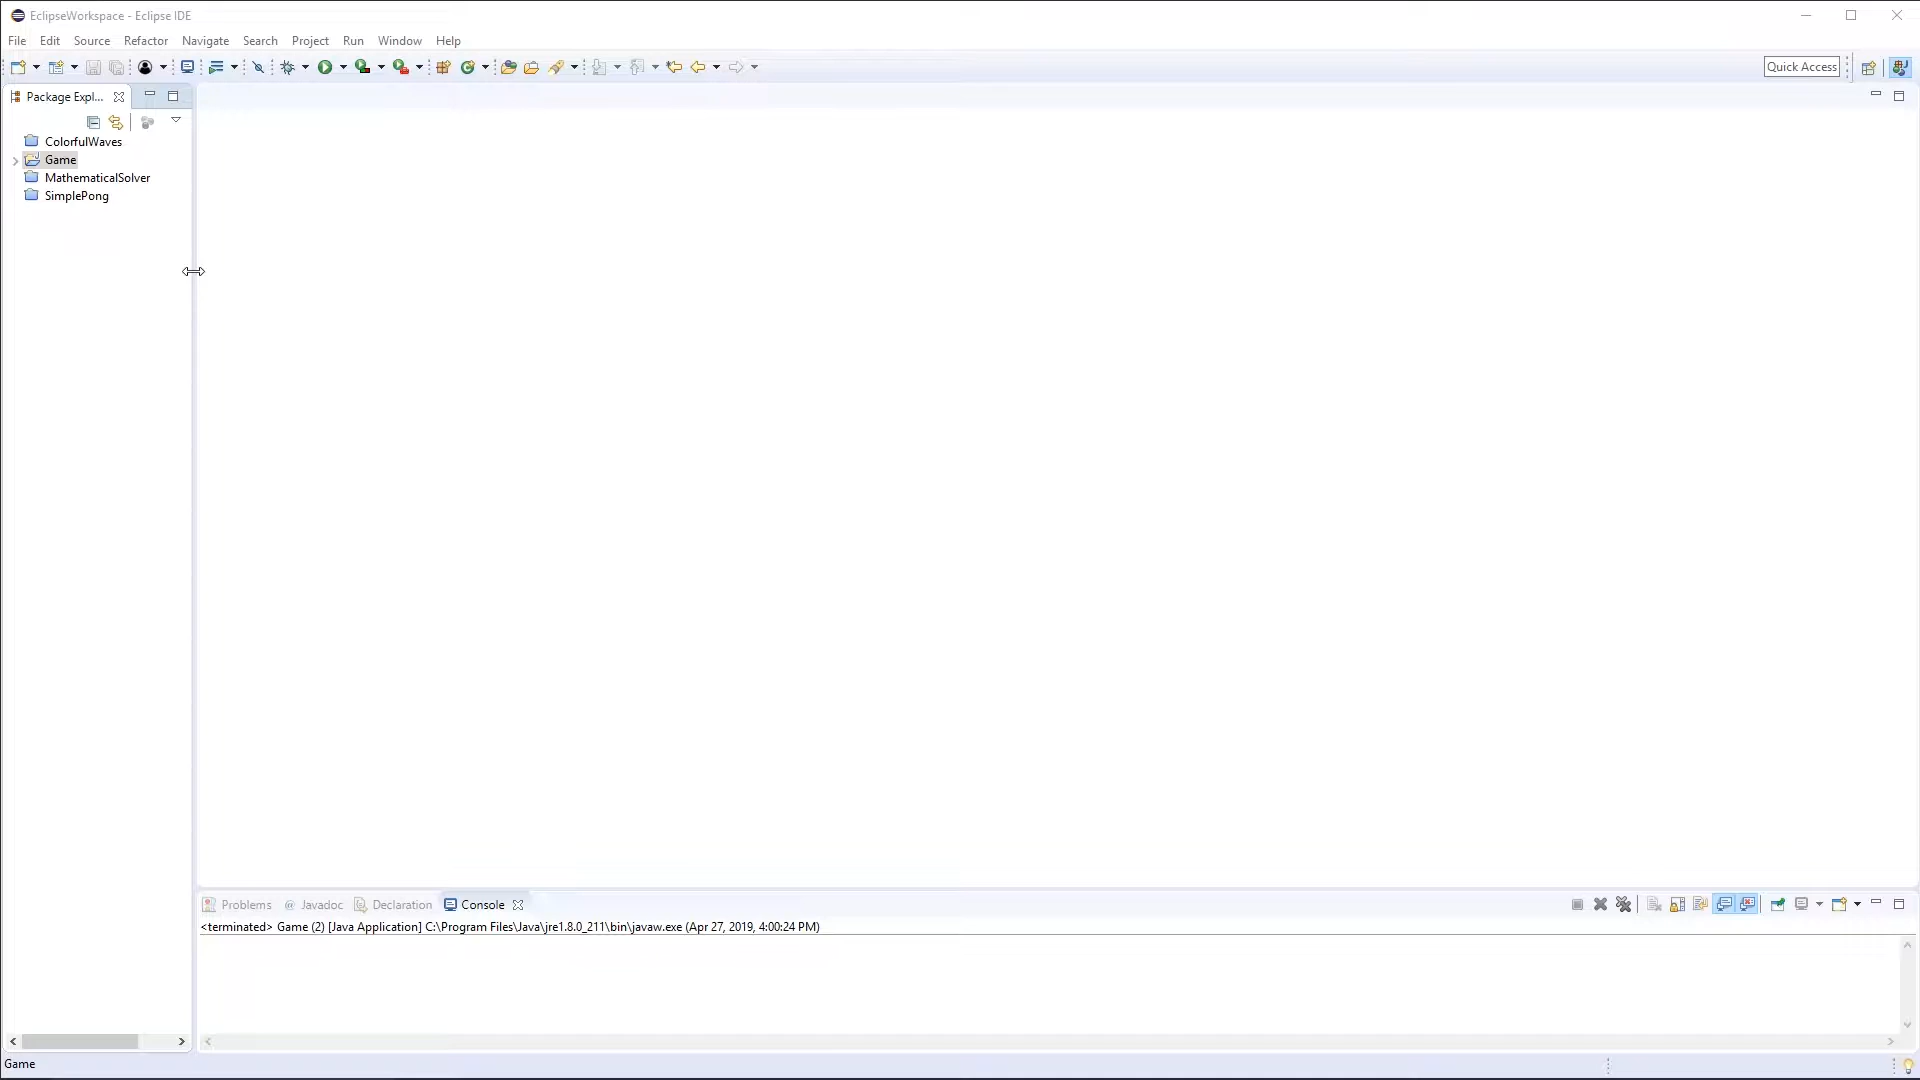 EclipseWorkspace - Eclipse IDE
File Edit Source Refactor Navigate Search Project Run Window Help
Quick Access
Package Expl...
ColorfulWaves
Game
MathematicalSolver
SimplePong
Problems @ Javadoc Declaration Console
<terminated> Game (2) [Java Application] C:\Program Files\Java\jre1.8.0_211\bin\javaw.exe (Apr 27, 2019, 4:00:24 PM)
Game